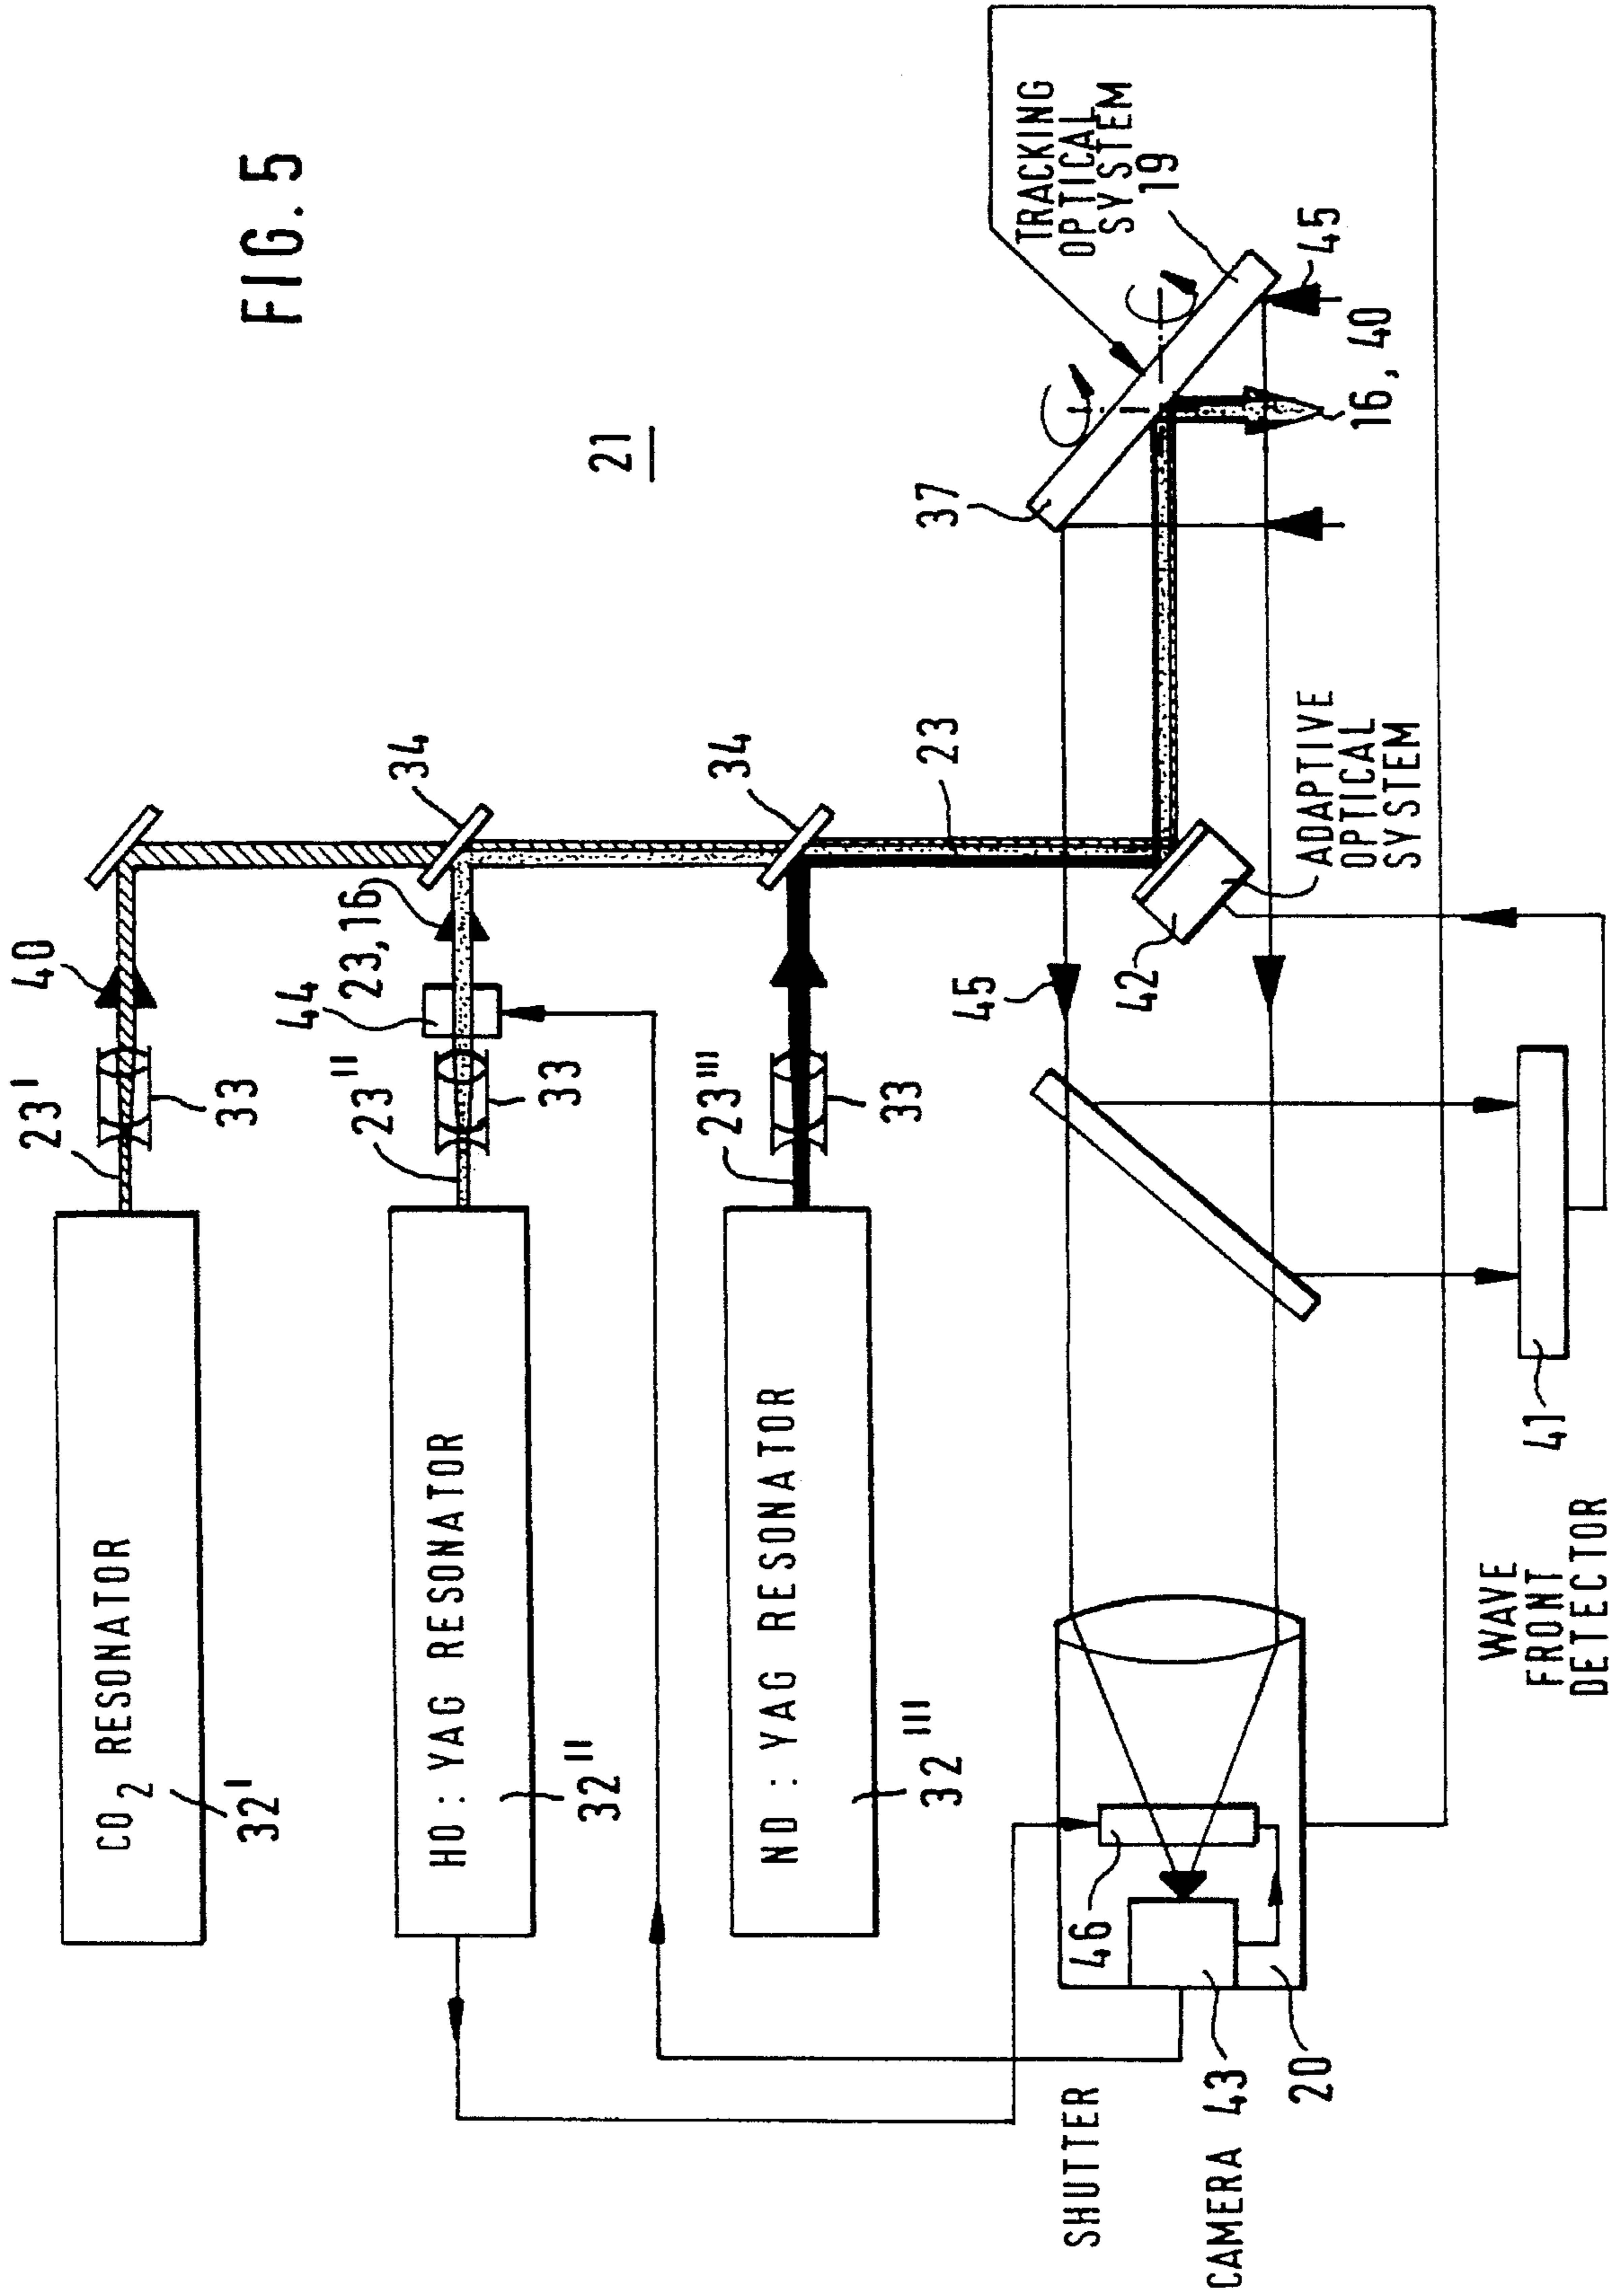 FIG. 5
21
CO2 RESONATOR
32'
23'
33
40
HO: YAG RESONATOR
32''
23''
33
44
23,16
34
ND: YAG RESONATOR
32'''
23'''
33
34
23
TRACKING
OPTICAL
SYSTEM
19
37
45
16, 40
45
42
ADAPTIVE
OPTICAL
SYSTEM
46
SHUTTER
CAMERA 43
20
WAVE
FRONT
DETECTOR
41